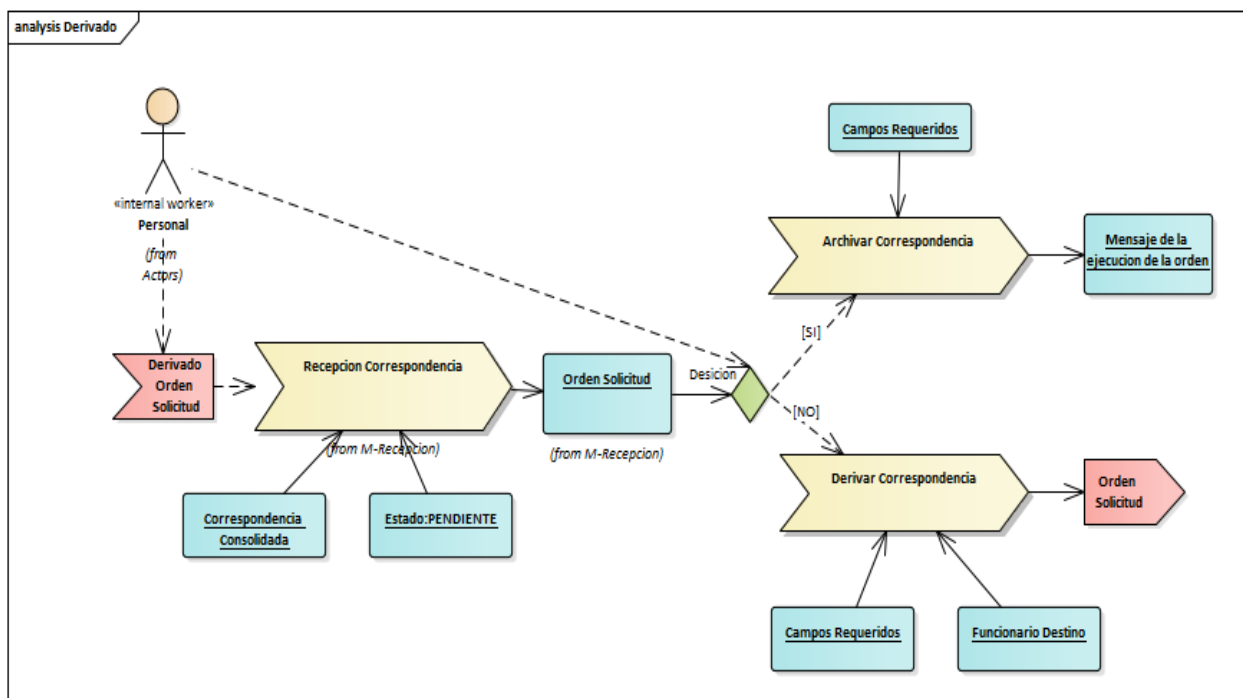 analysis Derivado
«internal worker»
Personal
(from
Actors)
Derivado
Orden
Solicitud
Recepcion Correspondencia
(from M-Recepcion)
Correspondencia
Consolidada
Estado:PENDIENTE
Orden Solicitud
(from M-Recepcion)
Desicion
[SI]
[NO]
Campos Requeridos
Archivar Correspondencia
Mensaje de la
ejecucion de la orden
Derivar Correspondencia
Orden
Solicitud
Campos Requeridos
Funcionario Destino